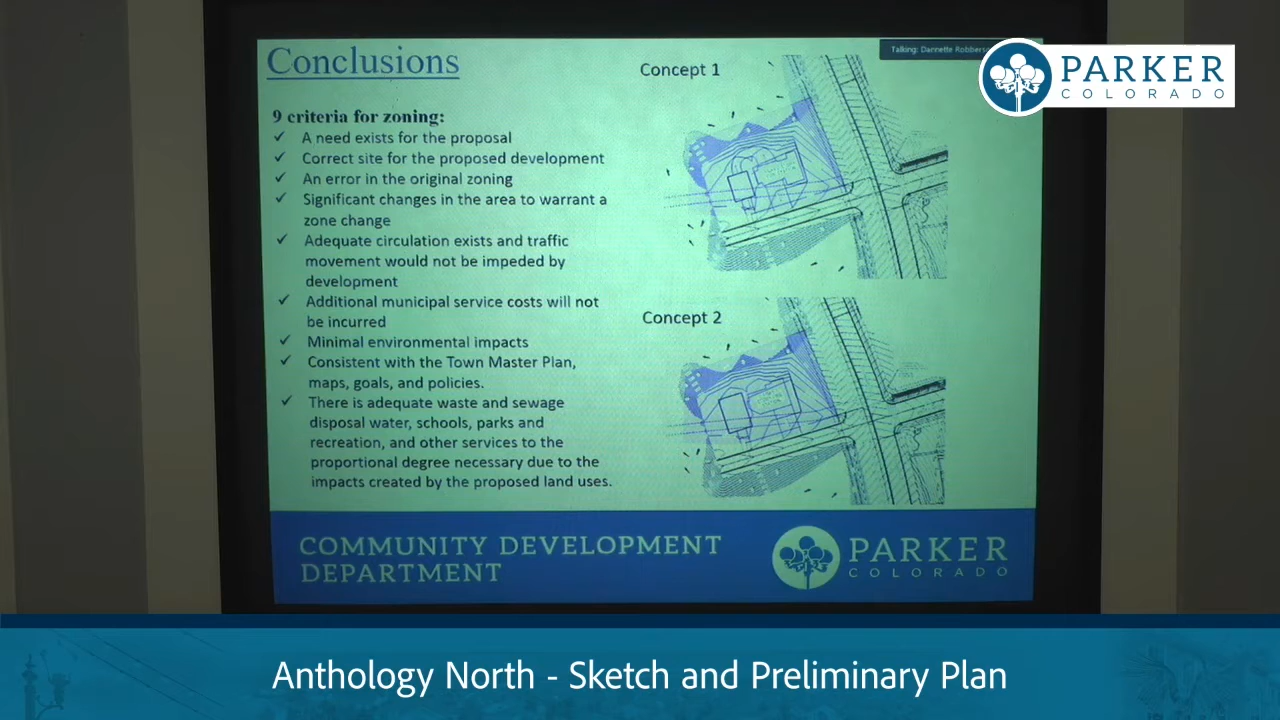 Conclusions
9 criteria for zoning:
✓ A need exists for the proposal
✓ Correct site for the proposed development
✓ An error in the original zoning
✓ Significant changes in the area to warrant a
zone change
✓ Adequate circulation exists and traffic
movement would not be impeded by
development
✓ Additional municipal service costs will not
be incurred
✓ Minimal environmental impacts
✓ Consistent with the Town Master Plan,
maps, goals, and policies.
✓ There is adequate waste and sewage
disposal water, schools, parks and
recreation, and other services to the
proportional degree necessary due to the
impacts created by the proposed land uses.
Talking: Dannette
Concept 1
Concept 2
PARKER
COLORADO
COMMUNITY DEVELOPMENT
DEPARTMENT
PARKER
COLORADO
Anthology North - Sketch and Preliminary Plan